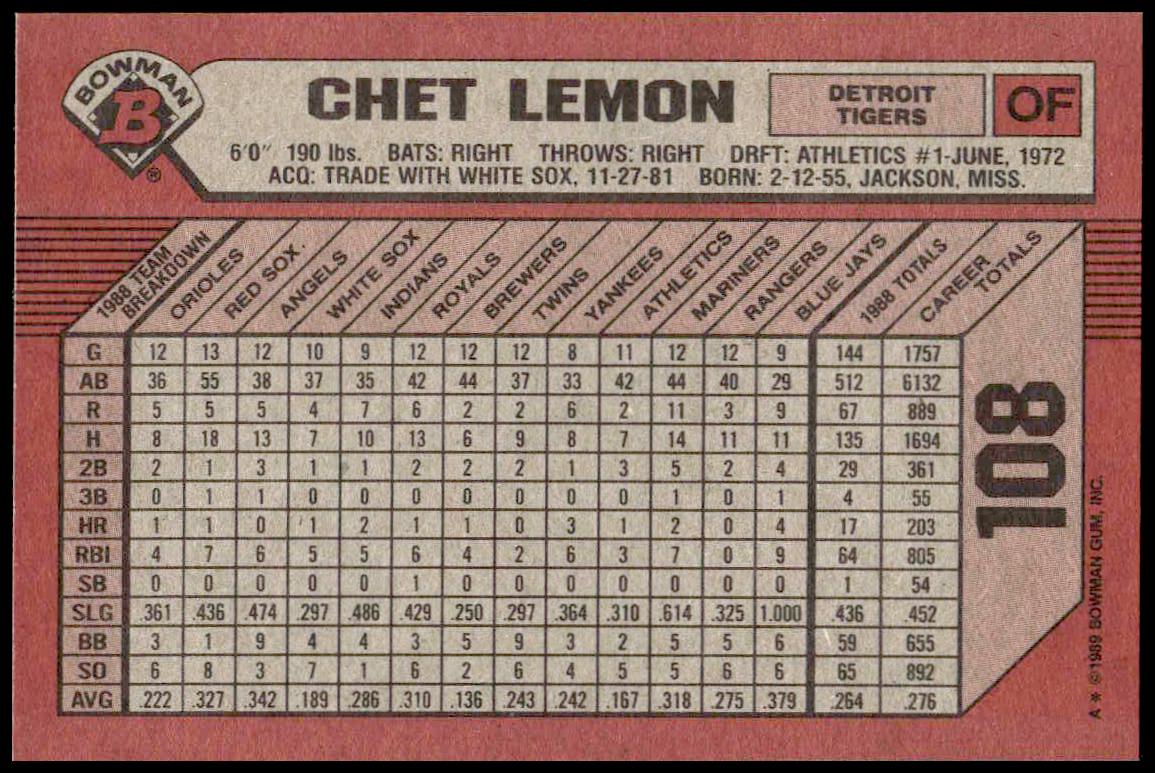 BOWMAN
B
®
CHET LEMON
DETROIT
TIGERS
OF
6'0" 190 lbs. BATS: RIGHT THROWS: RIGHT DRFT: ATHLETICS #1-JUNE, 1972
ACQ: TRADE WITH WHITE SOX, 11-27-81 BORN: 2-12-55, JACKSON, MISS.
1988 TEAM BREAKDOWN ORIOLES RED SOX. ANGELS WHITE SOX INDIANS ROYALS BREWERS TWINS YANKEES ATHLETICS MARINERS RANGERS BLUE JAYS 1988 TOTALS CAREER TOTALS
G 12 13 12 10 9 12 12 12 8 11 12 12 9 144 1757
AB 36 55 38 37 35 42 44 37 33 42 44 40 29 512 6132
R 5 5 5 4 7 6 2 2 6 2 11 3 9 67 889
H 8 18 13 7 10 13 6 9 8 7 14 11 11 135 1694
2B 2 1 3 1 1 2 2 2 1 3 5 2 4 29 361
3B 0 1 1 0 0 0 0 0 0 0 1 0 1 4 55
HR 1 1 0 1 2 1 1 0 3 1 2 0 4 17 203
RBI 4 7 6 5 5 6 4 2 6 3 7 0 9 64 805
SB 0 0 0 0 0 1 0 0 0 0 0 0 0 1 54
SLG .361 .436 .474 .297 .486 .429 .250 .297 .364 .310 .614 .325 1.000 .436 .452
BB 3 1 9 4 4 3 5 9 3 2 5 5 6 59 655
SO 6 8 3 7 1 6 2 6 4 5 5 6 6 65 892
AVG .222 .327 .342 .189 .286 .310 .136 .243 .242 .167 .318 .275 .379 .264 .276
108
A * ©1989 BOWMAN GUM, INC.